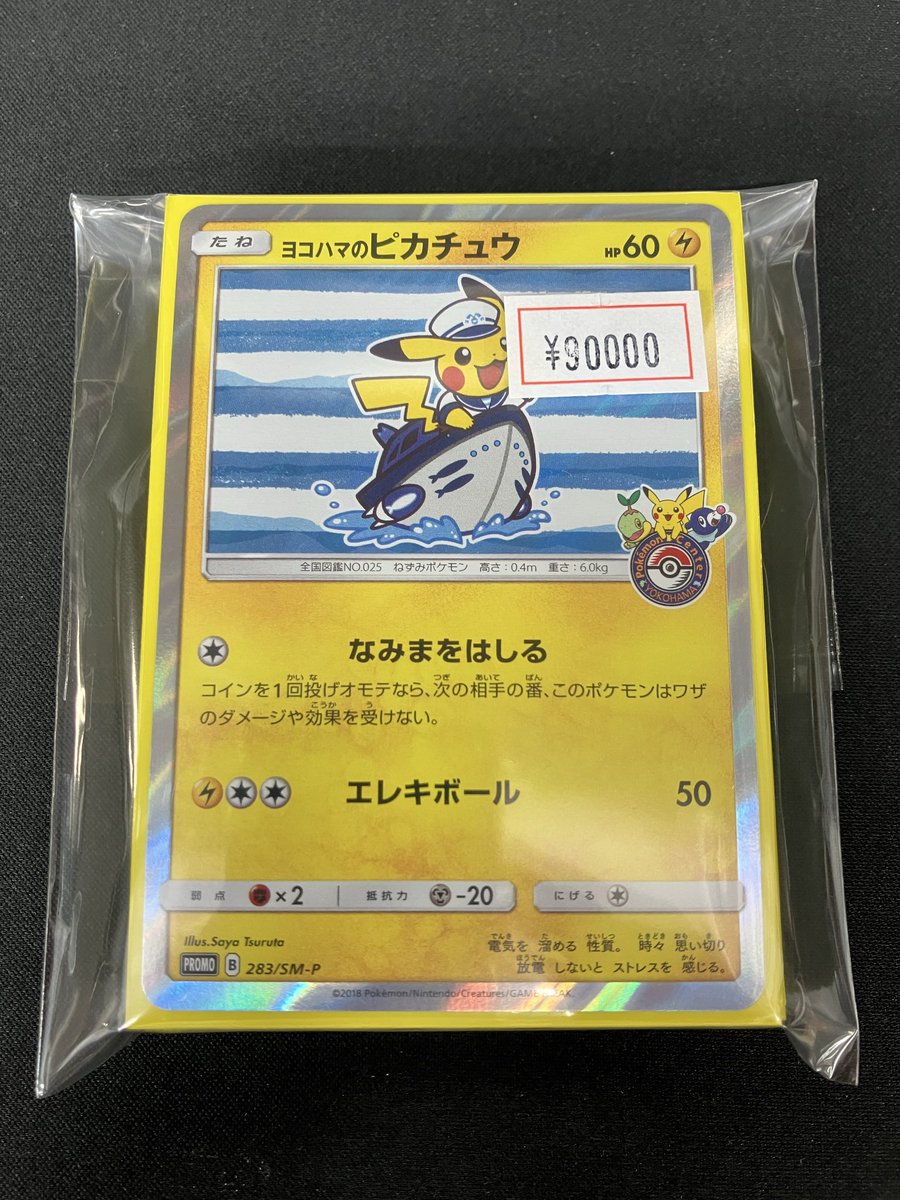 たね ヨコハマのピカチュウ HP60
¥90000
全国図鑑NO.025 ねずみポケモン 高さ:0.4m 重さ:6.0kg
Pokémon Center
YOKOHAMA
なみまをはしる
コインを1回投げオモテなら、次の相手の番、このポケモンはワザ
のダメージや効果を受けない。
エレキボール 50
弱点 ×2 抵抗力 -20 にげる
Illus.Saya Tsuruta
電気を 溜める 性質。 時々 思い切り
放電 しないと ストレスを 感じる。
PROMO B 283/SM-P
©2018 Pokémon/Nintendo/Creatures/GAME FREAK.